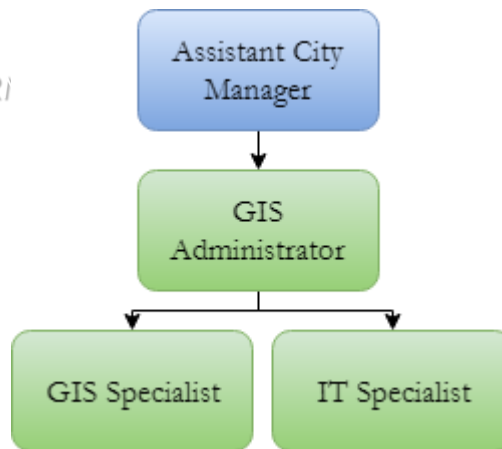 Assistant City
Manager
GIS
Administrator
GIS Specialist
IT Specialist